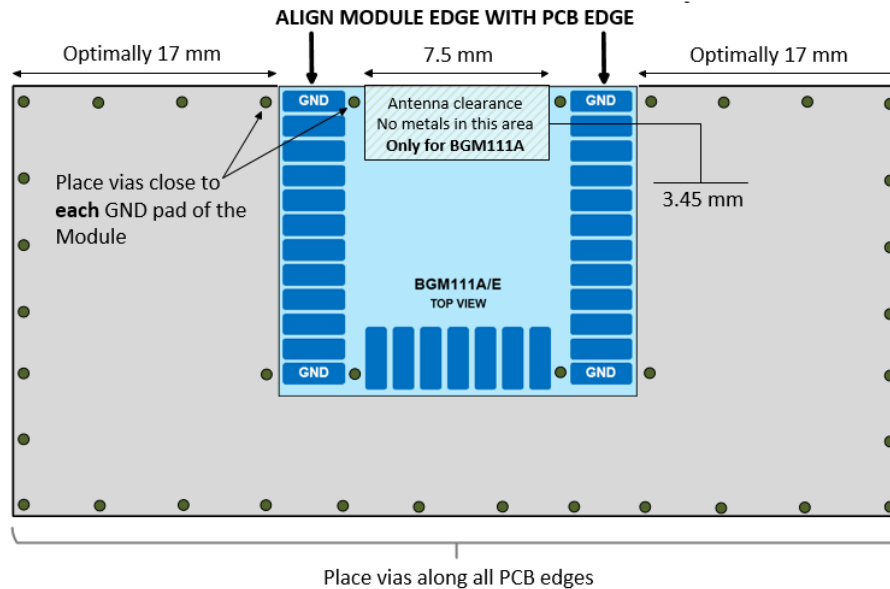 ALIGN MODULE EDGE WITH PCB EDGE
Optimally 17 mm
7.5 mm
Optimally 17 mm
GND
GND
Antenna clearance
No metals in this area
Only for BGM111A
Place vias close to
each GND pad of the
Module
3.45 mm
BGM111A/E
TOP VIEW
GND
GND
Place vias along all PCB edges